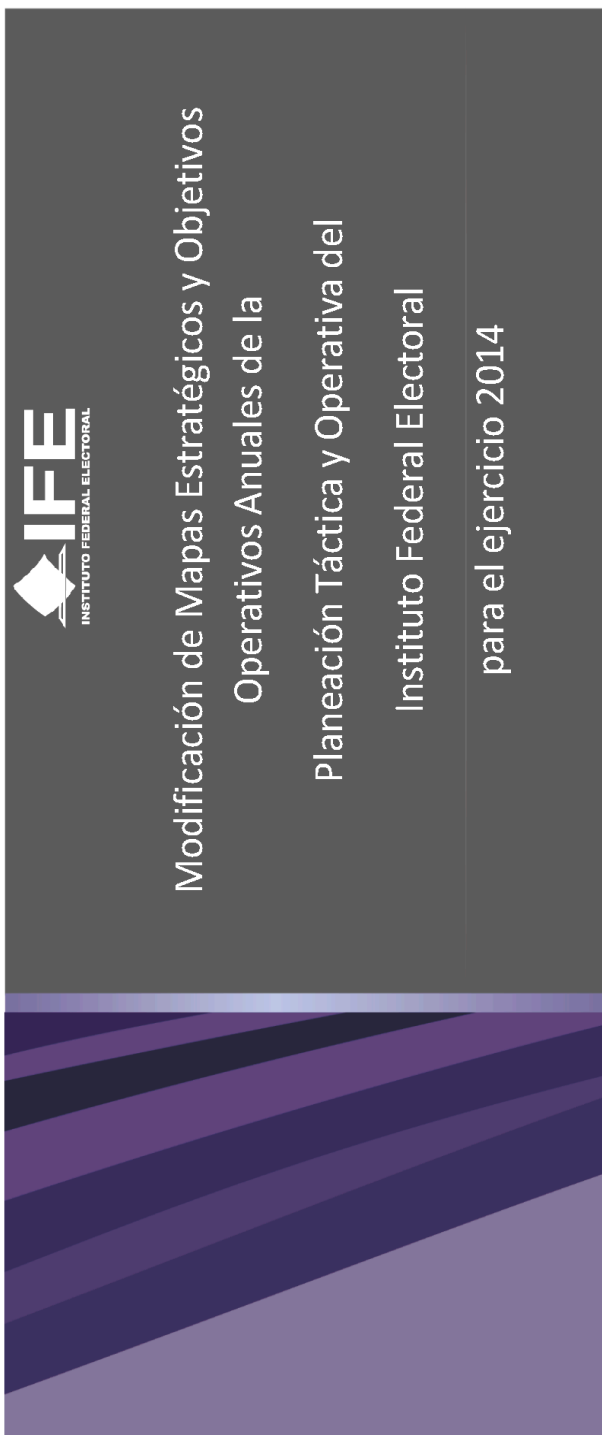 IFE
INSTITUTO FEDERAL ELECTORAL
Modificación de Mapas Estratégicos y Objetivos
Operativos Anuales de la
Planeación Táctica y Operativa del
Instituto Federal Electoral
para el ejercicio 2014